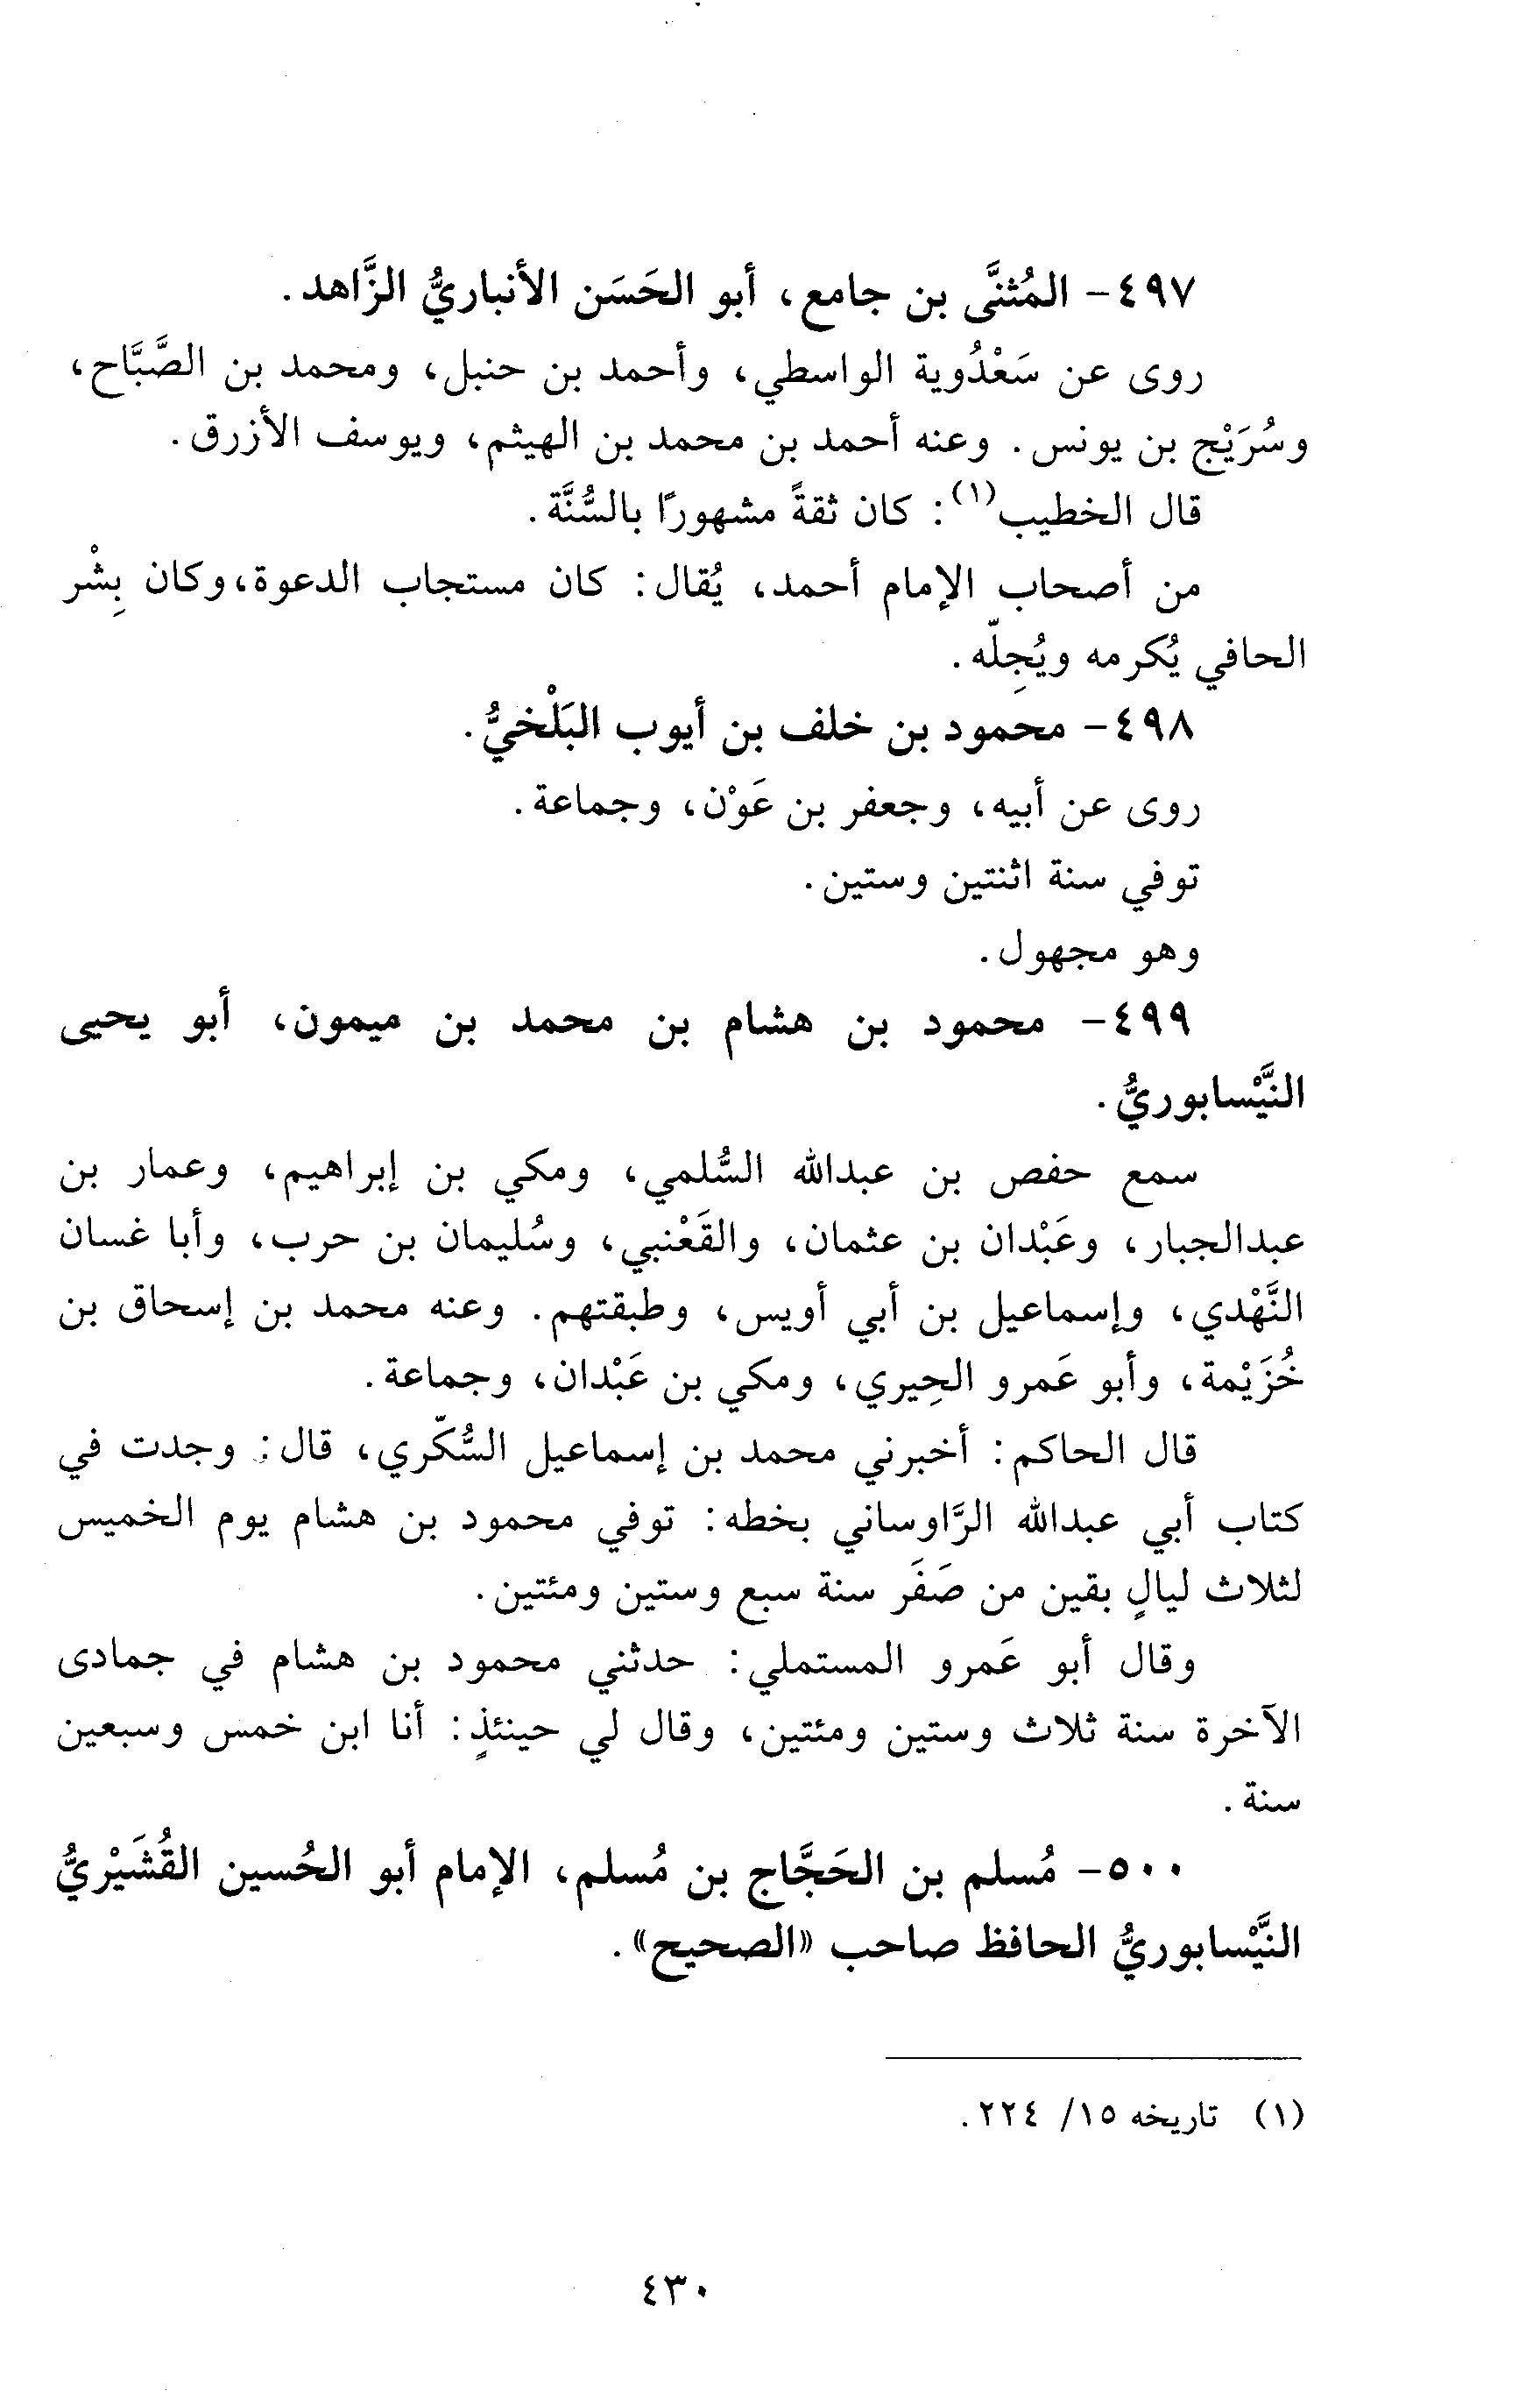 ٤٩٧- المُثنَّى بن جامع، أبو الحَسَن الأنباريُّ الزَّاهد.
روى عن سَعْدُوية الواسطي، وأحمد بن حنبل، ومحمد بن الصَّبَّاح،
وسُرَيْج بن يونس. وعنه أحمد بن محمد بن الهيثم، ويوسف الأزرق.
قال الخطيب(١): كان ثقةً مشهورًا بالسُّنَّة.
من أصحاب الإمام أحمد، يُقال: كان مستجاب الدعوة،وكان بِشْر
الحافي يُكرمه ويُجِلّه.
٤٩٨- محمود بن خلف بن أيوب البَلْخيُّ.
روى عن أبيه، وجعفر بن عَوْن، وجماعة.
توفي سنة اثنتين وستين.
وهو مجهول.
٤٩٩- محمود بن هشام بن محمد بن ميمون، أبو يحيى
النَّيْسابوريُّ.
سمع حفص بن عبدالله السُّلمي، ومكي بن إبراهيم، وعمار بن
عبدالجبار، وعَبْدان بن عثمان، والقَعْنبي، وسُليمان بن حرب، وأبا غسان
النَّهْدي، وإسماعيل بن أبي أويس، وطبقتهم. وعنه محمد بن إسحاق بن
خُزَيْمة، وأبو عَمرو الحِيري، ومكي بن عَبْدان، وجماعة.
قال الحاكم: أخبرني محمد بن إسماعيل السُّكّري، قال: وجدت في
كتاب أبي عبدالله الرَّاوساني بخطه: توفي محمود بن هشام يوم الخميس
لثلاث ليالٍ بقين من صَفَر سنة سبع وستين ومئتين.
وقال أبو عَمرو المستملي: حدثني محمود بن هشام في جمادى
الآخرة سنة ثلاث وستين ومئتين، وقال لي حينئذٍ: أنا ابن خمس وسبعين
سنة.
٥٠٠- مُسلم بن الحَجَّاج بن مُسلم، الإمام أبو الحُسين القُشَيْريُّ
النَّيْسابوريُّ الحافظ صاحب «الصحيح».
(١) تاريخه ١٥/ ٢٢٤.
٤٣٠